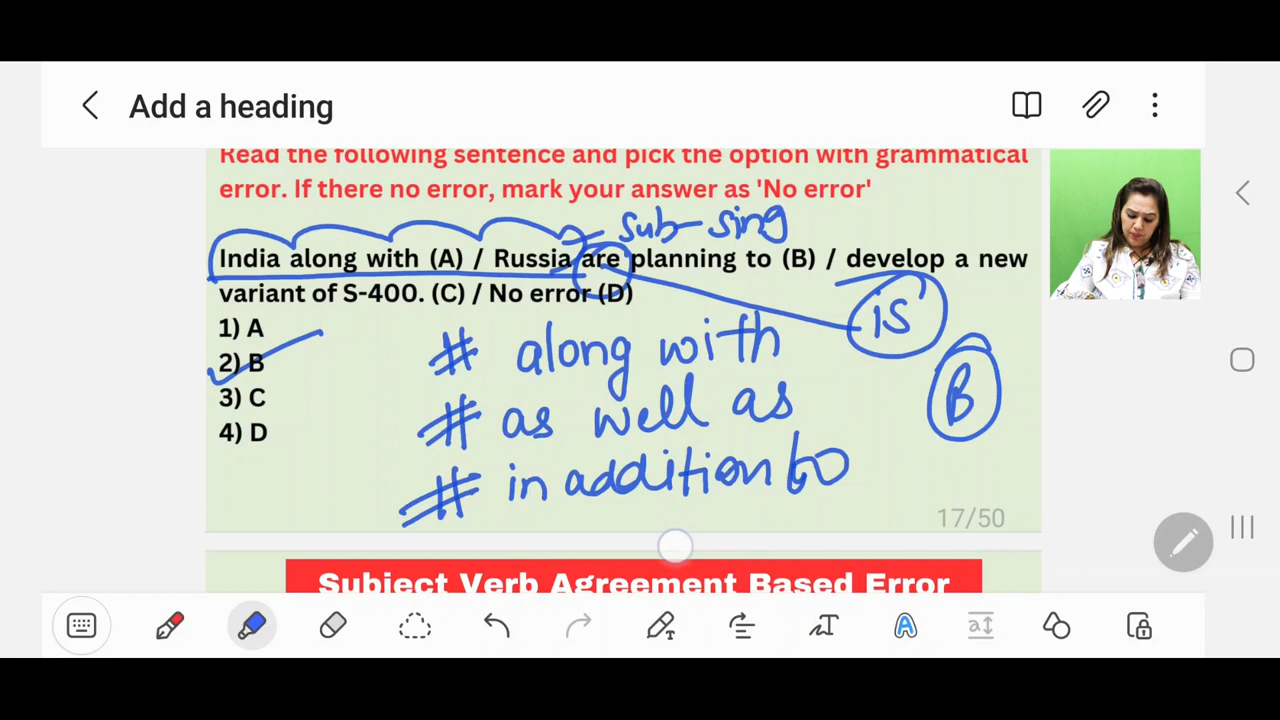 Add a heading
Read the following sentence and pick the option with grammatical
error. If there no error, mark your answer as 'No error'
sub-sing
India along with (A) / Russia are planning to (B) / develop a new
variant of S-400. (C) / No error (D)
is
1) A
2) B
3) C
4) D
# along with
# as well as
# in addition to
B
17/50
Subject Verb Agreement Based Error